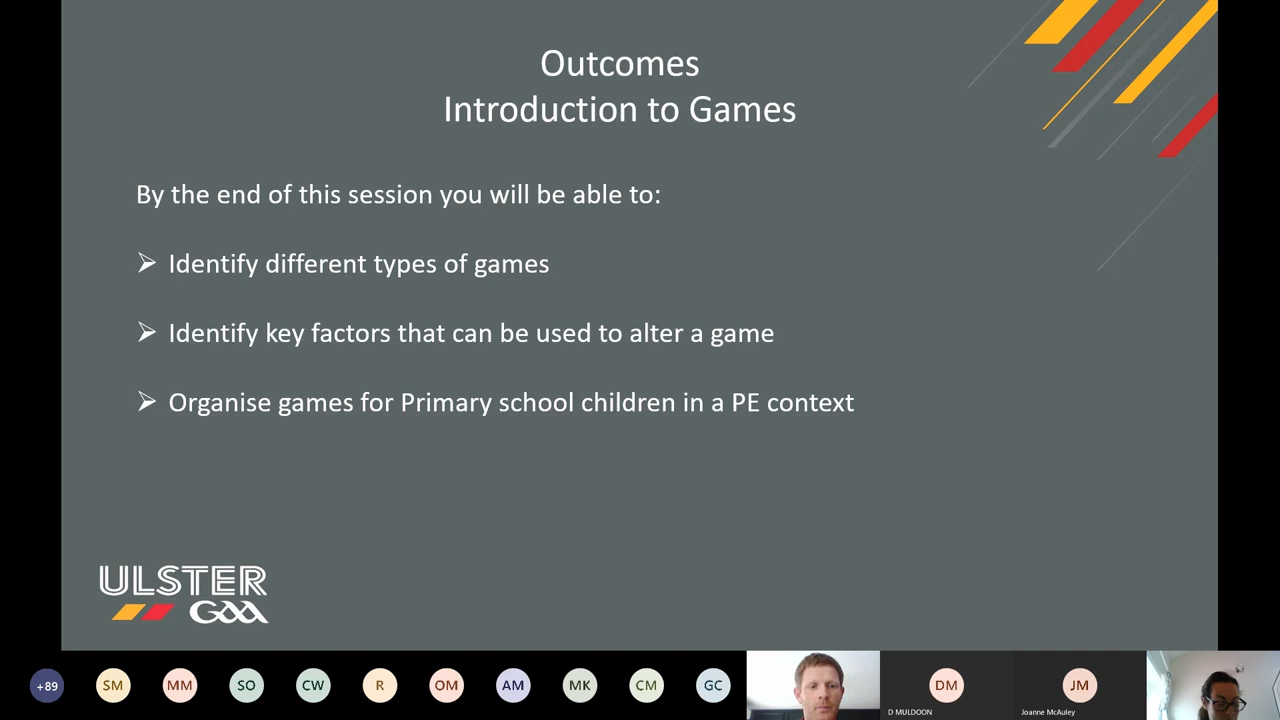 Outcomes
Introduction to Games
By the end of this session you will be able to:
Identify different types of games
Identify key factors that can be used to alter a game
Organise games for Primary school children in a PE context
ULSTER
GAA
+89
SM
MM
SO
CW
R
OM
AM
MK
CM
GC
DM
JM
D MULDOON
Joanne McAuley